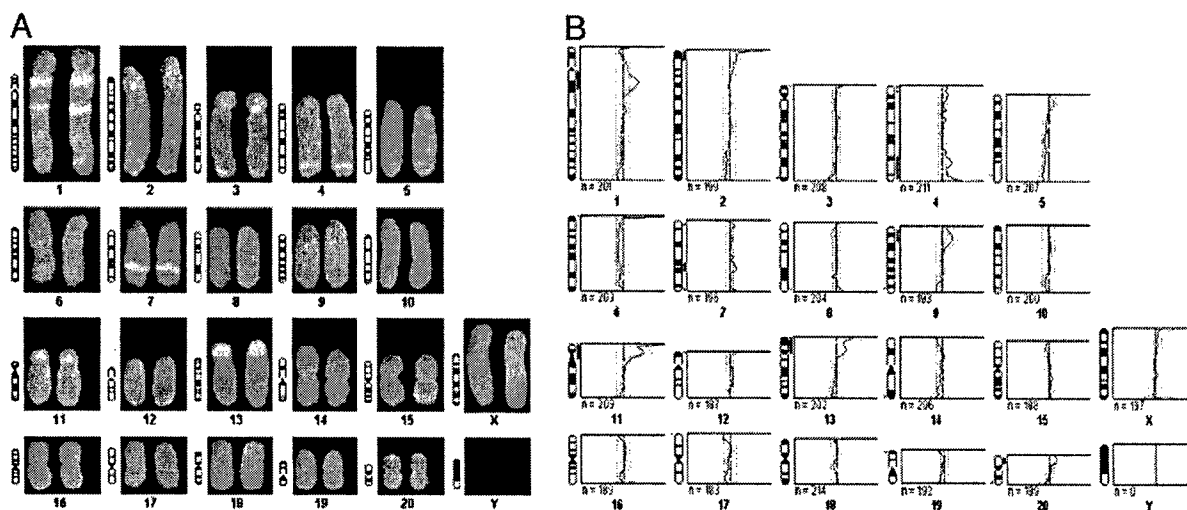 A
B
1 2 3 4 5
n = 201 n = 199 n = 208 n = 211 n = 207
1 2 3 4 5
6 7 8 9 10
n = 203 n = 196 n = 204 n = 193 n = 200
6 7 8 9 10
11 12 13 14 15 X
n = 209 n = 187 n = 202 n = 206 n = 188 n = 197
11 12 13 14 15 X
16 17 18 19 20 Y
n = 189 n = 183 n = 214 n = 192 n = 189 n = 0
16 17 18 19 20 Y